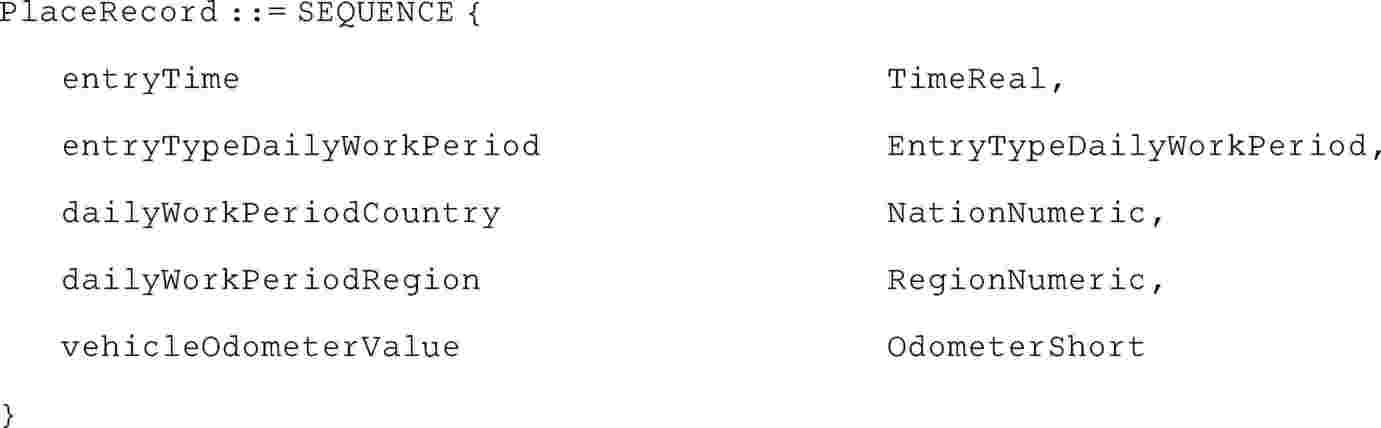 PlaceRecord ::= SEQUENCE {
entryTime TimeReal,
entryTypeDailyWorkPeriod EntryTypeDailyWorkPeriod,
dailyWorkPeriodCountry NationNumeric,
dailyWorkPeriodRegion RegionNumeric,
vehicleOdometerValue OdometerShort
}